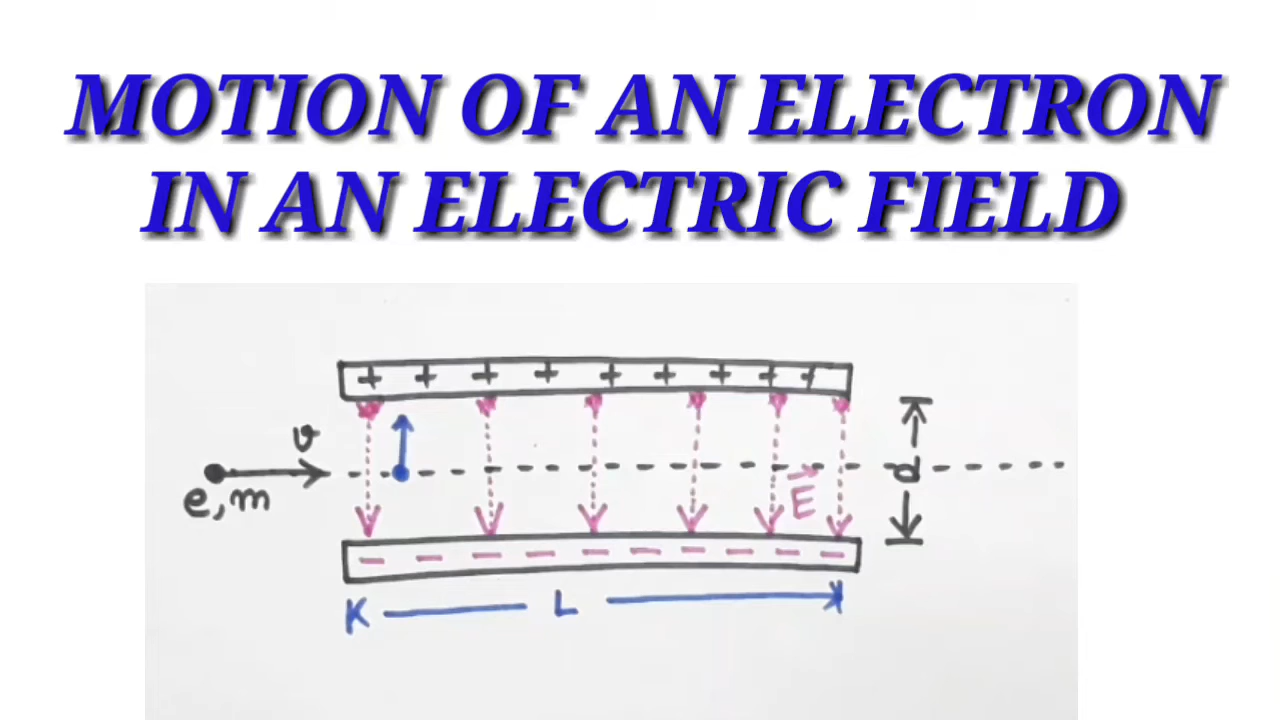 MOTION OF AN ELECTRON
IN AN ELECTRIC FIELD
+ + + + + + + + +
v
e, m
d
E
- - - - - - - - - -
K L